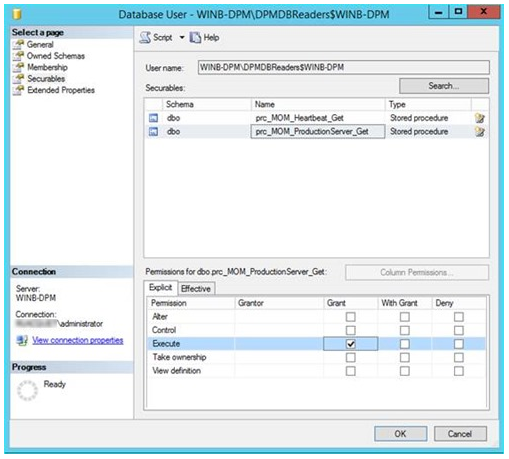 Database User - WINB-DPM\DPMDBReaders$WINB-DPM
Select a page
General
Owned Schemas
Membership
Securables
Extended Properties
Script Help
User name: WINB-DPM\DPMDBReaders$WINB-DPM
Securables: Search...
Schema Name Type
dbo prc_MOM_Heartbeat_Get Stored procedure
dbo prc_MOM_ProductionServer_Get Stored procedure
Connection
Server:
WINB-DPM
Connection:
\administrator
View connection properties
Progress
Ready
Permissions for dbo.prc_MOM_ProductionServer_Get: Column Permissions...
Explicit Effective
Permission Grantor Grant With Grant Deny
Alter
Control
Execute
Take ownership
View definition
OK Cancel